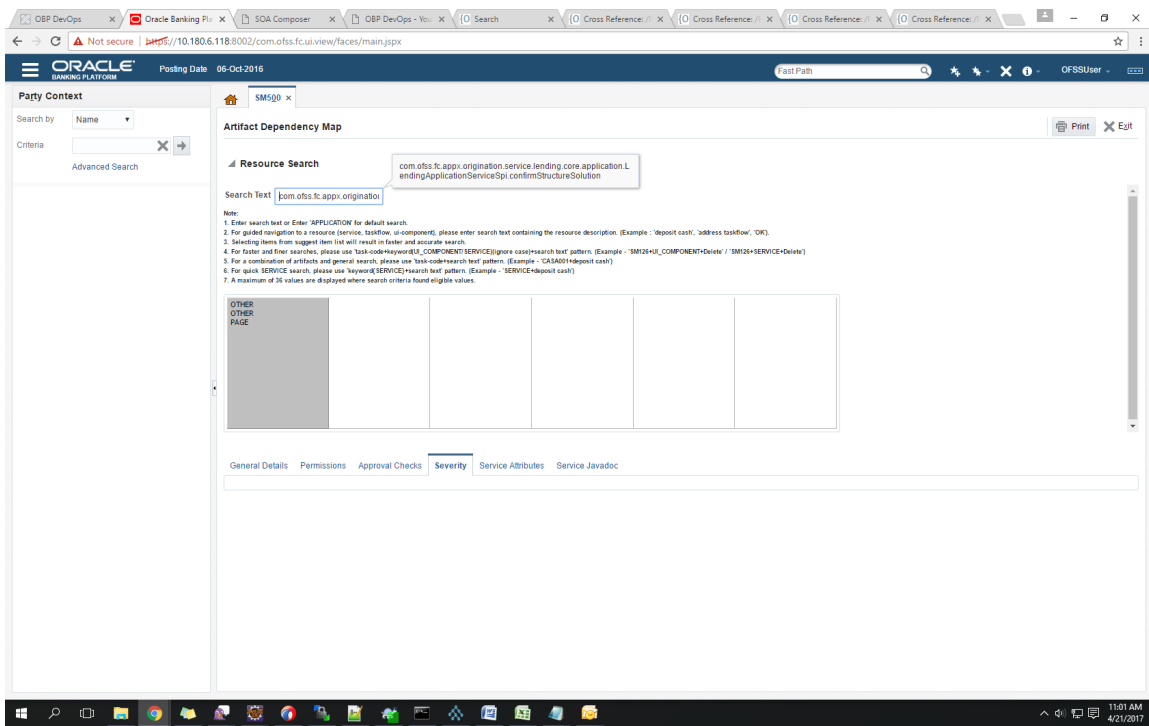 OBP DevOps
Oracle Banking Pl
SOA Composer
OBP DevOps - You
{O Search
{O Cross Reference: /
{O Cross Reference: /
{O Cross Reference: /
{O Cross Reference: /
Not secure | https://10.180.6.118:8002/com.ofss.fc.ui.view/faces/main.jspx
ORACLE
BANKING PLATFORM
Posting Date 06-Oct-2016
Fast Path
OFSSUser
Party Context
SM500
Search by Name
Artifact Dependency Map
Print
Exit
Criteria
Advanced Search
Resource Search
com.ofss.fc.appx.origination.service.lending.core.application.L
endingApplicationServiceSpi.confirmStructureSolution
Search Text com.ofss.fc.appx.origination
Note:
1. Enter search text or Enter 'APPLICATION' for default search.
2. For guided navigation to a resource (service, taskflow, ui-component), please enter search text containing the resource description. (Example : 'deposit cash', 'address taskflow', 'OK').
3. Selecting items from suggest item list will result in faster and accurate search.
4. For faster and finer searches, please use 'task-code+keyword(UI_COMPONENT/SERVICE)(ignore case)+search text' pattern. (Example - 'SM126+UI_COMPONENT+Delete' / 'SM126+SERVICE+Delete')
5. For a combination of artifacts and general search, please use 'task-code+search text' pattern. (Example - 'CASA001+deposit cash')
6. For quick SERVICE search, please use 'keyword(SERVICE)+search text' pattern. (Example - 'SERVICE+deposit cash')
7. A maximum of 36 values are displayed where search criteria found eligible values.
OTHER
OTHER
PAGE
General Details Permissions Approval Checks Severity Service Attributes Service Javadoc
11:01 AM
4/21/2017